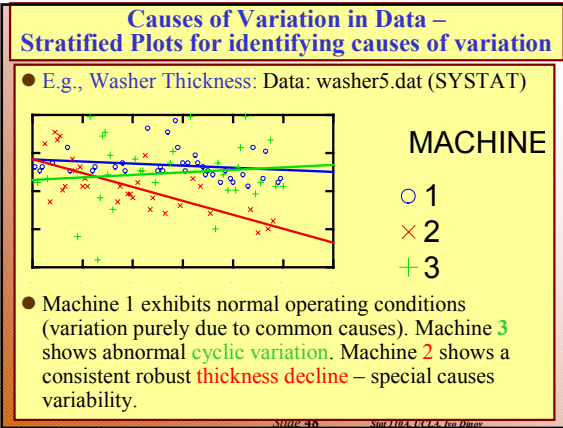 Causes of Variation in Data –
Stratified Plots for identifying causes of variation
E.g., Washer Thickness: Data: washer5.dat (SYSTAT)
MACHINE
1
2
3
Machine 1 exhibits normal operating conditions
(variation purely due to common causes). Machine 3
shows abnormal cyclic variation. Machine 2 shows a
consistent robust thickness decline – special causes
variability.
Slide 48 Stat 110A, UCLA, Ivo Dinov